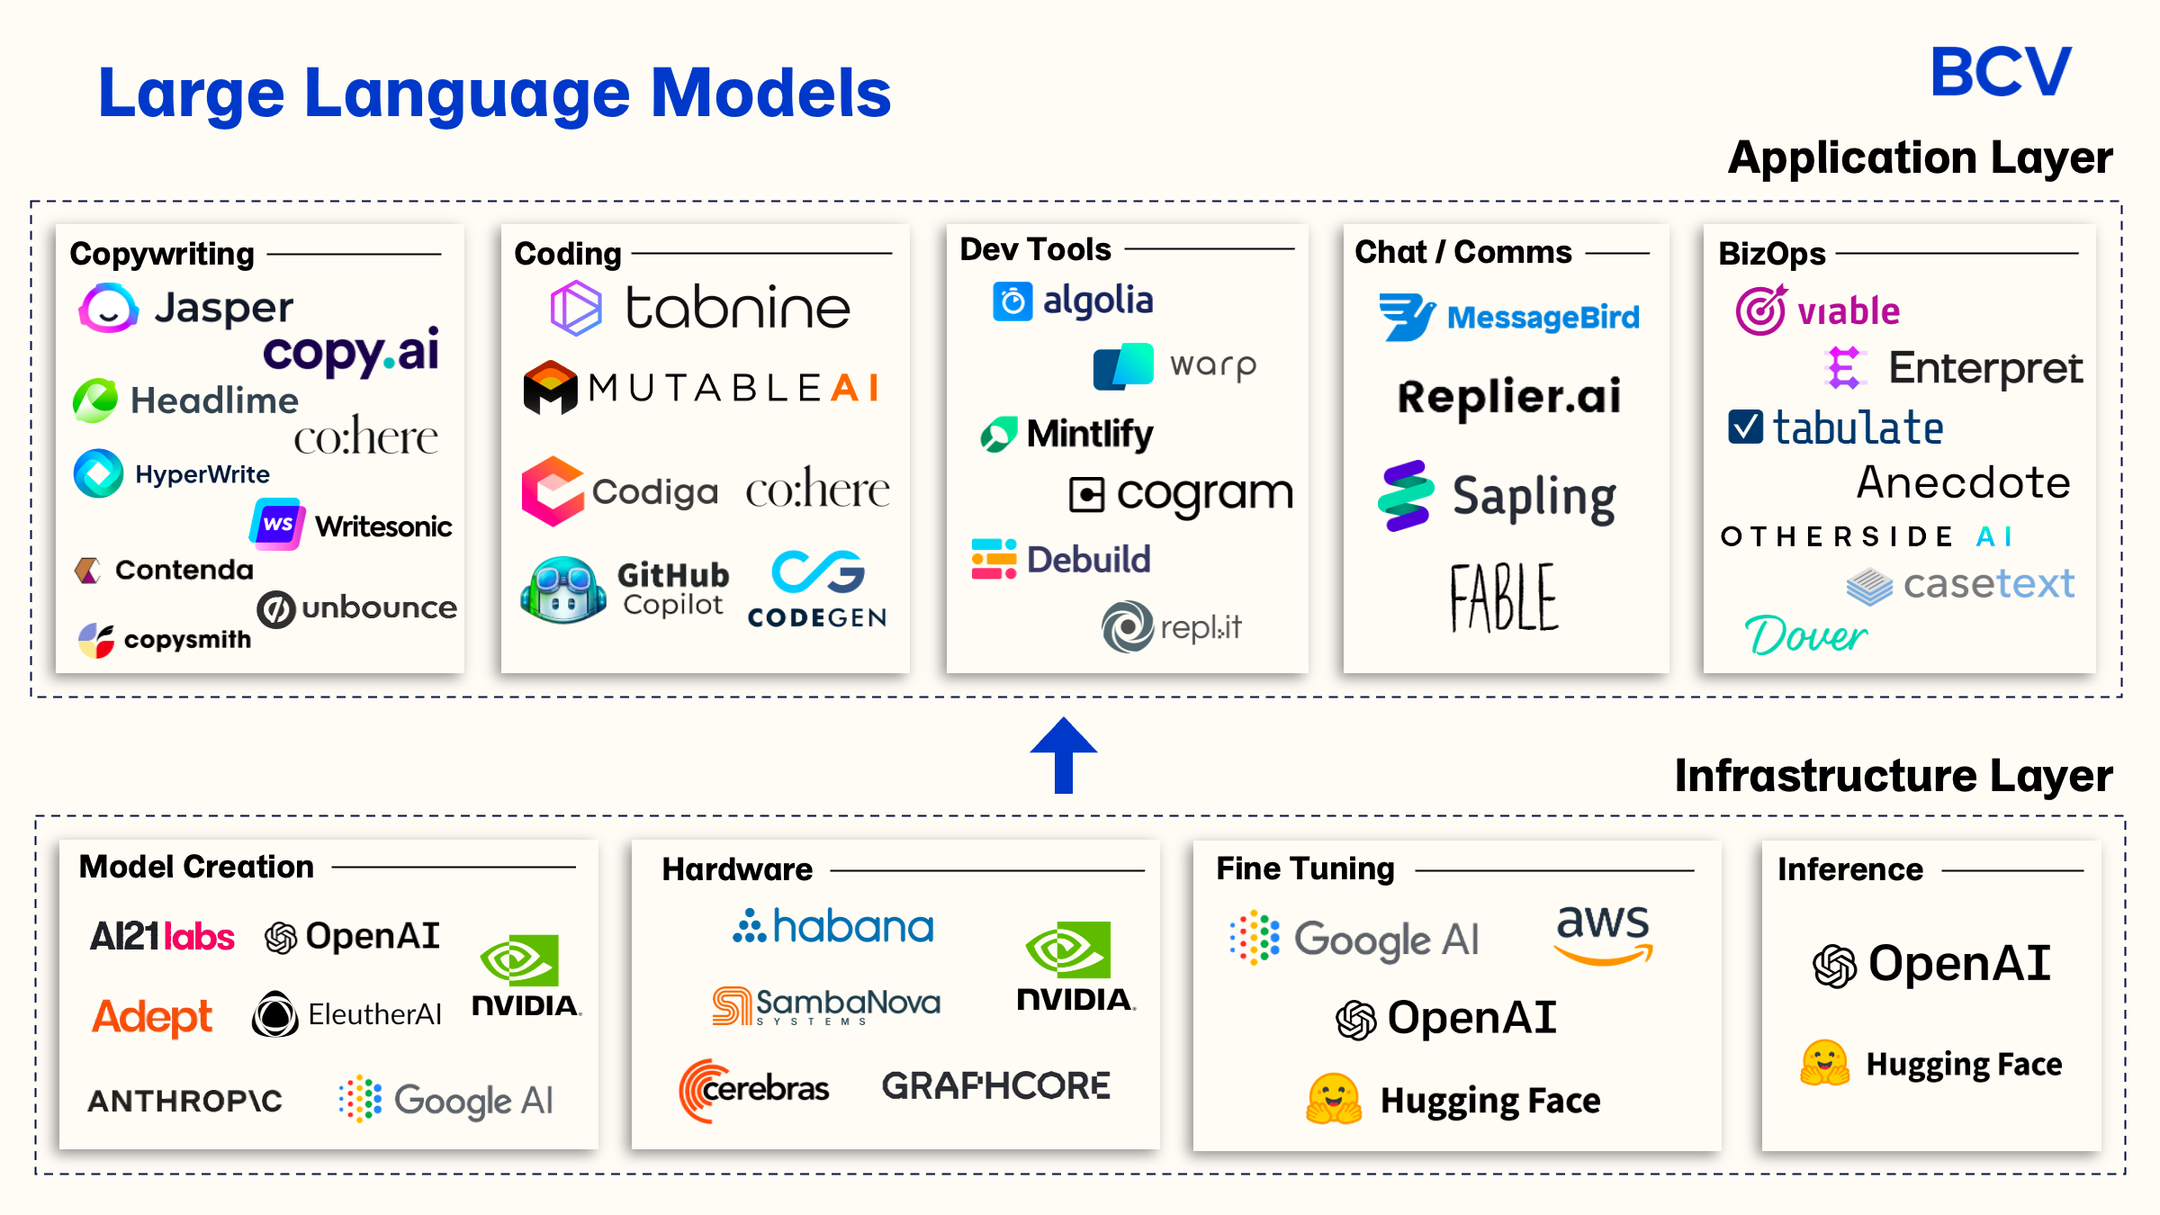 Large Language Models
BCV
Application Layer
Copywriting
Jasper
copy.ai
Headlime
co:here
HyperWrite
WS Writesonic
Contenda
unbounce
copysmith
Coding
tabnine
MUTABLEAI
Codiga
co:here
GitHub
Copilot
CODEGEN
Dev Tools
algolia
warp
Mintlify
cogram
Debuild
repl.it
Chat / Comms
MessageBird
Replier.ai
Sapling
FABLE
BizOps
viable
Enterpret
tabulate
Anecdote
OTHERSIDE AI
casetext
Dover
Infrastructure Layer
Model Creation
AI21labs
OpenAI
NVIDIA.
Adept
EleutherAI
ANTHROP\C
Google AI
Hardware
habana
NVIDIA.
SambaNova
SYSTEMS
cerebras
GRAPHCORE
Fine Tuning
Google AI
aws
OpenAI
Hugging Face
Inference
OpenAI
Hugging Face